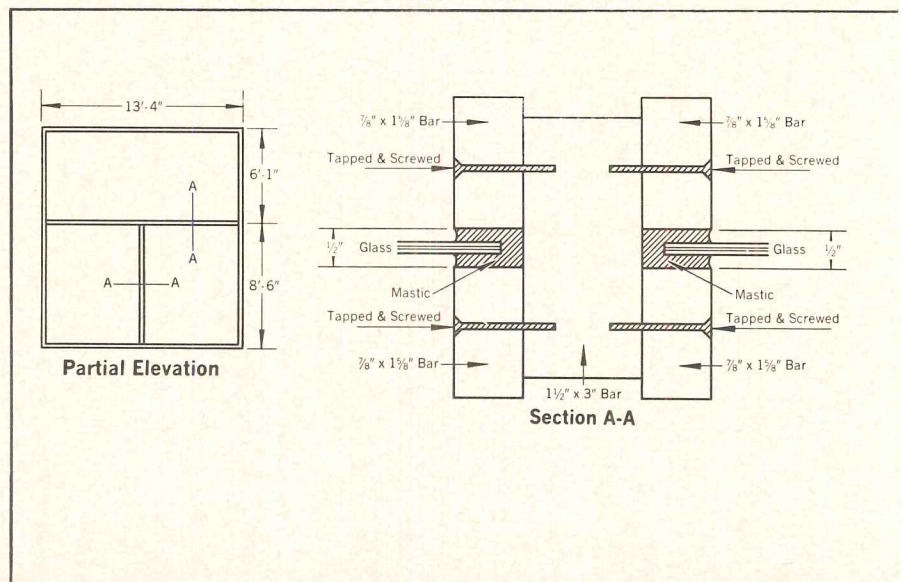 13'-4"
6'-1"
A
A
A
A
8'-6"
Partial Elevation
⅞" x 1⅝" Bar
⅞" x 1⅝" Bar
Tapped & Screwed
Tapped & Screwed
½"
Glass
Glass
½"
Mastic
Mastic
Tapped & Screwed
Tapped & Screwed
⅞" x 1⅝" Bar
⅞" x 1⅝" Bar
1½" x 3" Bar
Section A-A